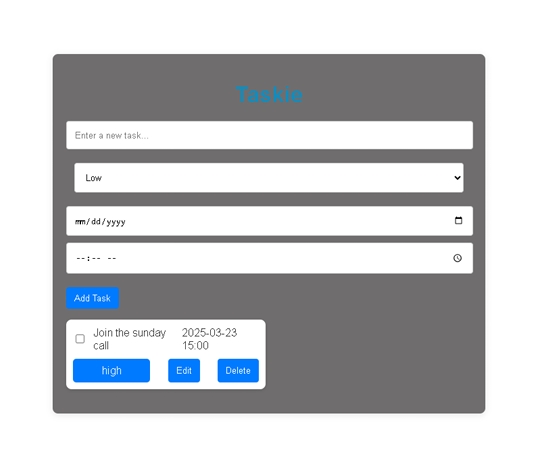 Taskie
Enter a new task...
Low
mm/dd/yyyy
--:-- --
Add Task
Join the sunday 2025-03-23
call 15:00
high Edit Delete